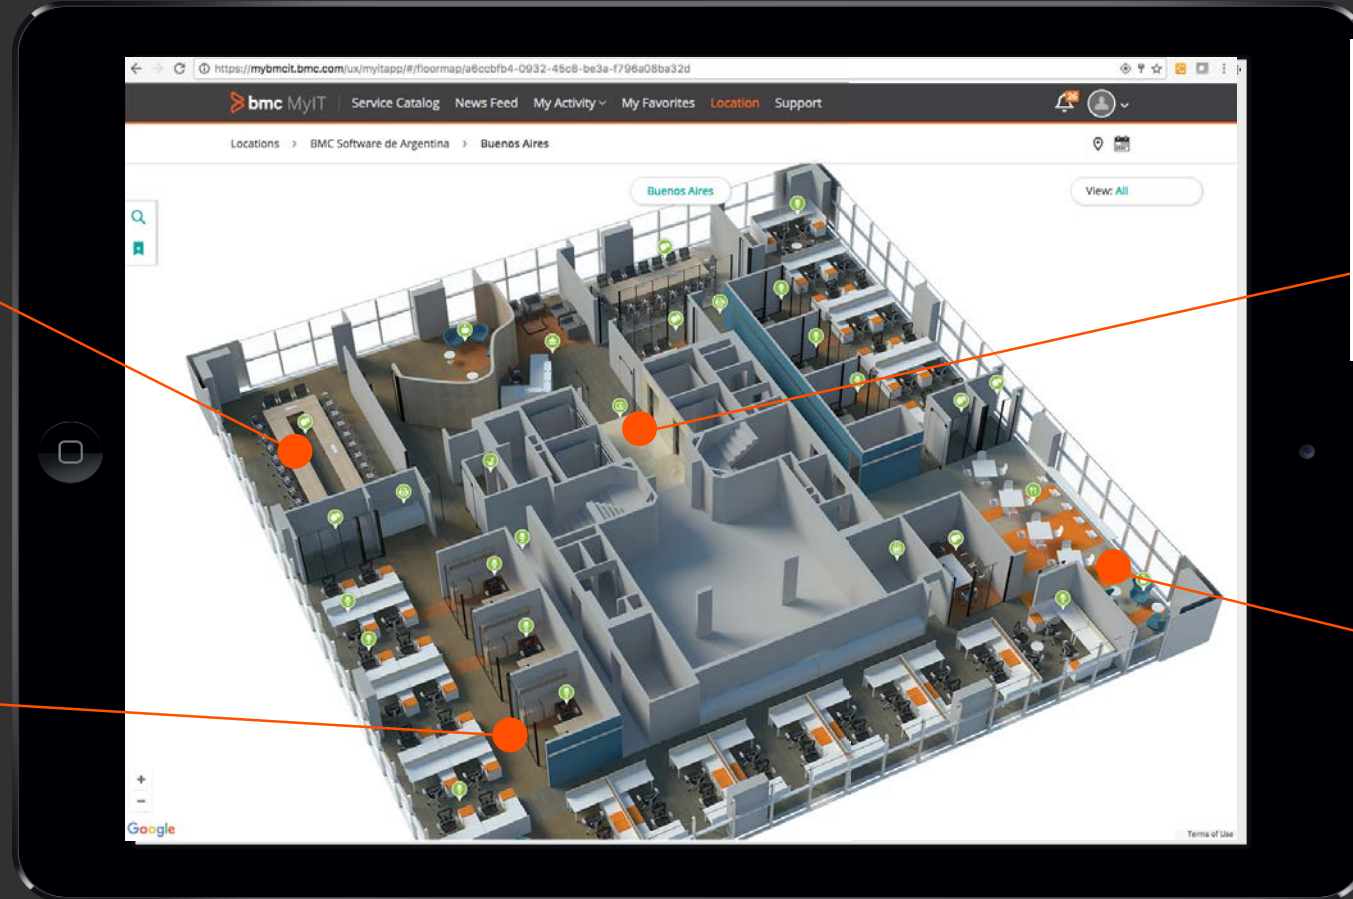 https://mybmcit.bmc.com/ux/myitapp/#/floormap/a6ccbfb4-0932-45c8-be3a-f796a08ba32d
bmc MyIT Service Catalog News Feed My Activity My Favorites Location Support 26
Locations > BMC Software de Argentina > Buenos Aires
Buenos Aires
View: All
+
-
Google
Terms of Use